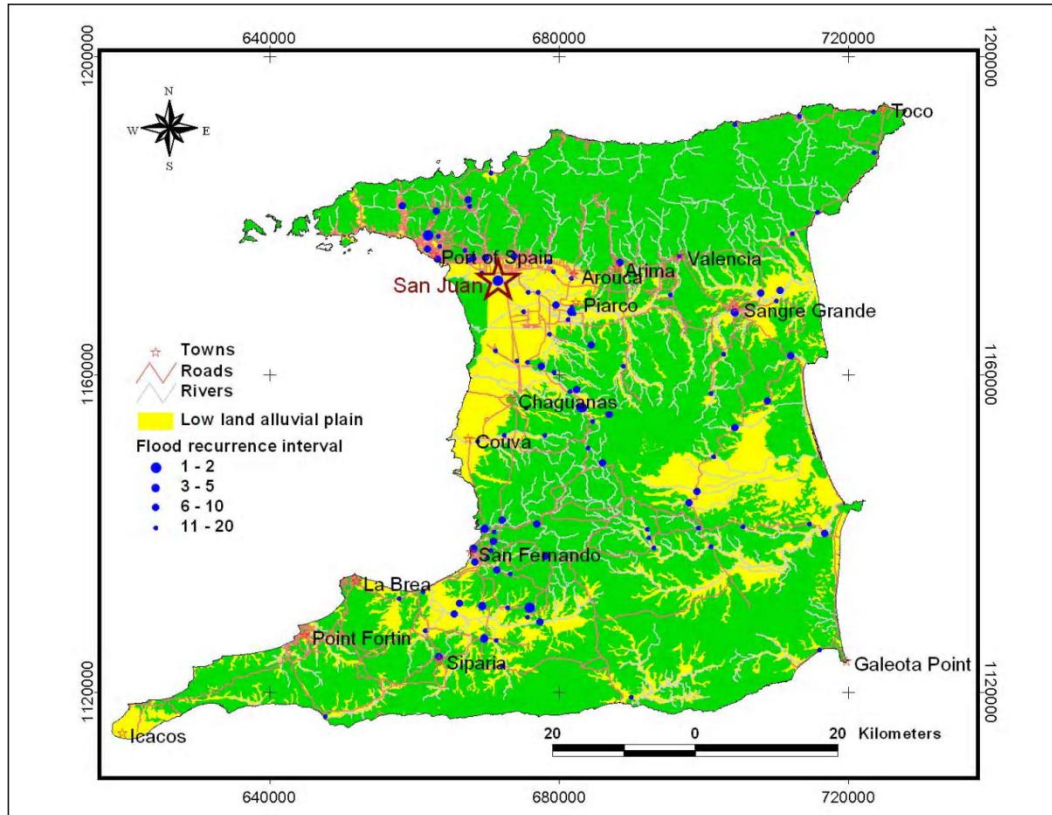 640000 680000 720000
1200000 1200000
N
W E
S
Toco
Port of Spain
Valencia
Arouca
Arima
San Juan
Piarco
Sangre Grande
Towns
Roads
Rivers
Low land alluvial plain
Flood recurrence interval
1 - 2
3 - 5
6 - 10
11 - 20
1160000 1160000
Chaguanas
Couva
San Fernando
La Brea
Point Fortin
Siparia
Galeota Point
1120000 1120000
Icacos
20 0 20 Kilometers
640000 680000 720000